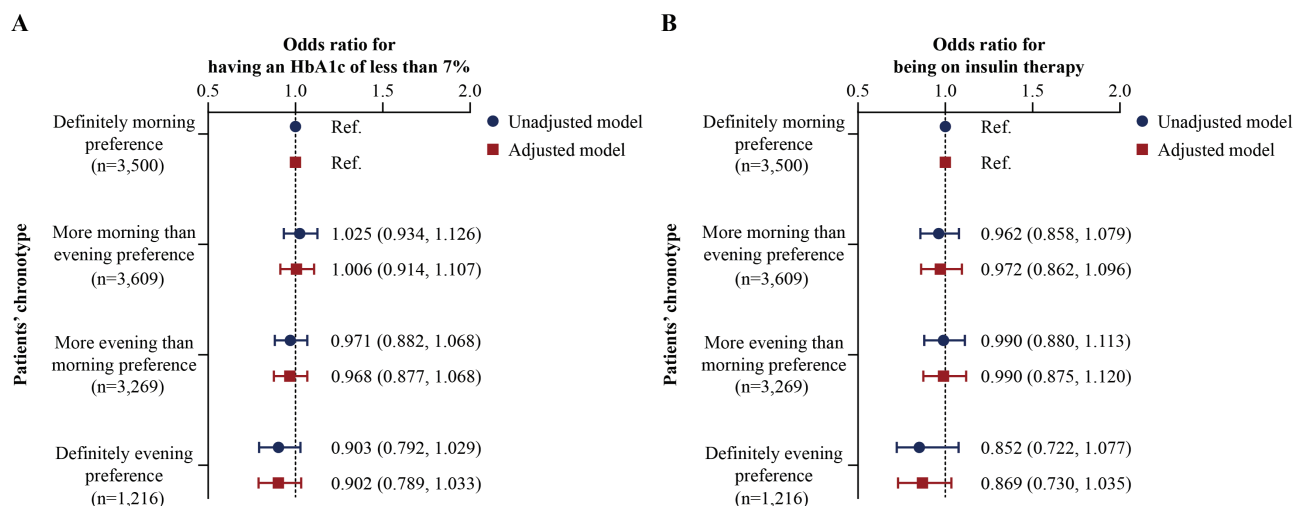 A
Odds ratio for
having an HbA1c of less than 7%
0.5 1.0 1.5 2.0
Patients’ chronotype
Definitely morning
preference
(n=3,500)
Ref.
Ref.
Unadjusted model
Adjusted model
More morning than
evening preference
(n=3,609)
1.025 (0.934, 1.126)
1.006 (0.914, 1.107)
More evening than
morning preference
(n=3,269)
0.971 (0.882, 1.068)
0.968 (0.877, 1.068)
Definitely evening
preference
(n=1,216)
0.903 (0.792, 1.029)
0.902 (0.789, 1.033)
B
Odds ratio for
being on insulin therapy
0.5 1.0 1.5 2.0
Patients’ chronotype
Definitely morning
preference
(n=3,500)
Ref.
Ref.
Unadjusted model
Adjusted model
More morning than
evening preference
(n=3,609)
0.962 (0.858, 1.079)
0.972 (0.862, 1.096)
More evening than
morning preference
(n=3,269)
0.990 (0.880, 1.113)
0.990 (0.875, 1.120)
Definitely evening
preference
(n=1,216)
0.852 (0.722, 1.077)
0.869 (0.730, 1.035)